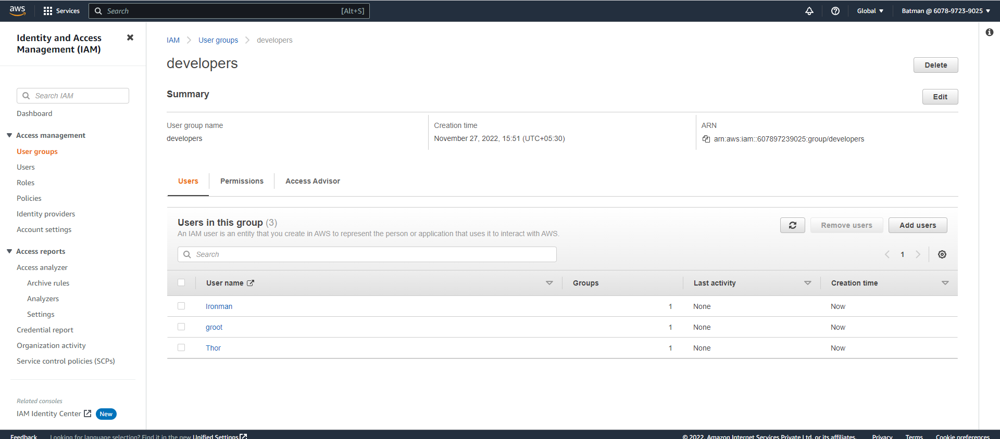 aws
Services
Search [Alt+S]
Global
Batman @ 6078-9723-9025
Identity and Access
Management (IAM)
Search IAM
Dashboard
Access management
User groups
Users
Roles
Policies
Identity providers
Account settings
Access reports
Access analyzer
Archive rules
Analyzers
Settings
Credential report
Organization activity
Service control policies (SCPs)
Related consoles
IAM Identity Center New
IAM User groups developers
developers
Delete
Summary
Edit
User group name
developers
Creation time
November 27, 2022, 15:51 (UTC+05:30)
ARN
arn:aws:iam::607897239025:group/developers
Users Permissions Access Advisor
Users in this group (3)
An IAM user is an entity that you create in AWS to represent the person or application that uses it to interact with AWS.
Remove users
Add users
Search
1
User name Groups Last activity Creation time
Ironman 1 None Now
groot 1 None Now
Thor 1 None Now
Feedback Looking for language selection? Find it in the new Unified Settings © 2022, Amazon Internet Services Private Ltd. or its affiliates. Privacy Terms Cookie preferences